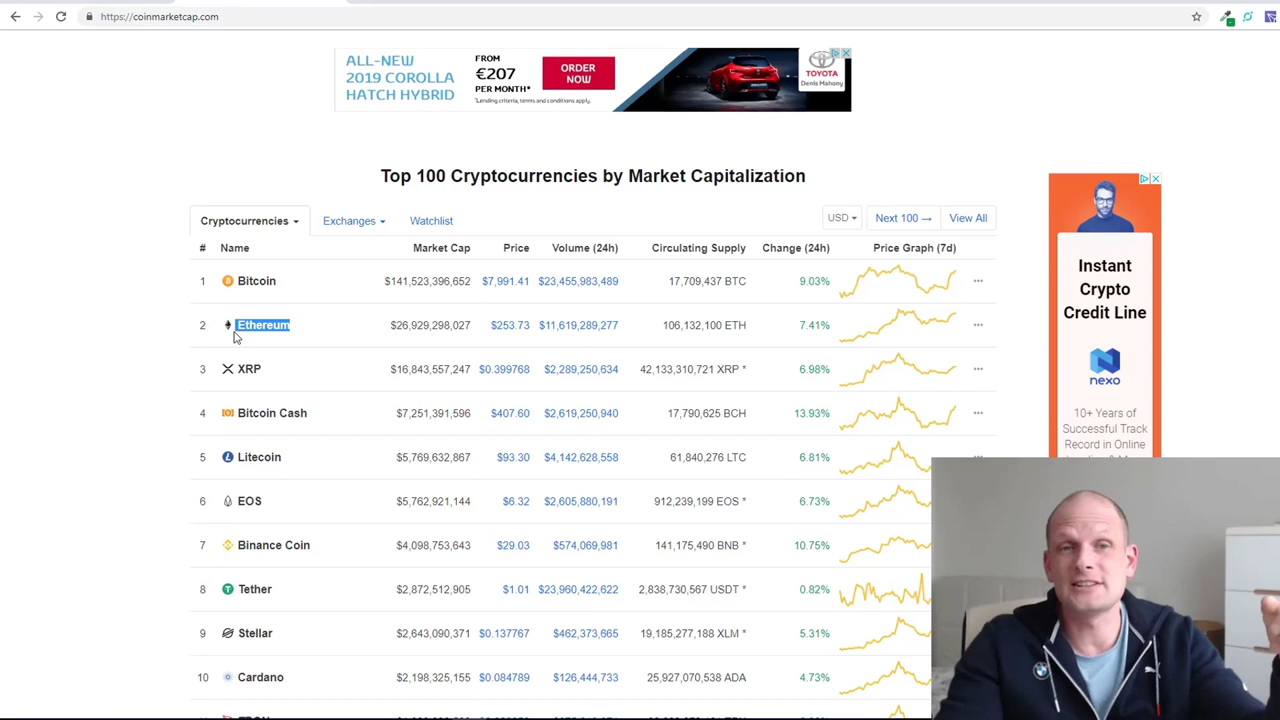 https://coinmarketcap.com
ALL-NEW
2019 COROLLA
HATCH HYBRID
FROM
€207
PER MONTH*
*Lending criteria, terms and conditions apply.
ORDER
NOW
TOYOTA
Denis Mahony
Top 100 Cryptocurrencies by Market Capitalization
Cryptocurrencies Exchanges Watchlist USD Next 100 → View All
# Name Market Cap Price Volume (24h) Circulating Supply Change (24h) Price Graph (7d)
1 Bitcoin $141,523,396,652 $7,991.41 $23,455,983,489 17,709,437 BTC 9.03%
2 Ethereum $26,929,298,027 $253.73 $11,619,289,277 106,132,100 ETH 7.41%
3 XRP $16,843,557,247 $0.399768 $2,289,250,634 42,133,310,721 XRP * 6.98%
4 Bitcoin Cash $7,251,391,596 $407.60 $2,619,250,940 17,790,625 BCH 13.93%
5 Litecoin $5,769,632,867 $93.30 $4,142,628,558 61,840,276 LTC 6.81%
6 EOS $5,762,921,144 $6.32 $2,605,880,191 912,239,199 EOS * 6.73%
7 Binance Coin $4,098,753,643 $29.03 $574,069,981 141,175,490 BNB * 10.75%
8 Tether $2,872,512,905 $1.01 $23,960,422,622 2,838,730,567 USDT * 0.82%
9 Stellar $2,643,090,371 $0.137767 $462,373,665 19,185,277,188 XLM * 5.31%
10 Cardano $2,198,325,155 $0.084789 $126,444,733 25,927,070,538 ADA 4.73%
Instant
Crypto
Credit Line
nexo
10+ Years of
Successful Track
Record in Online
BMW